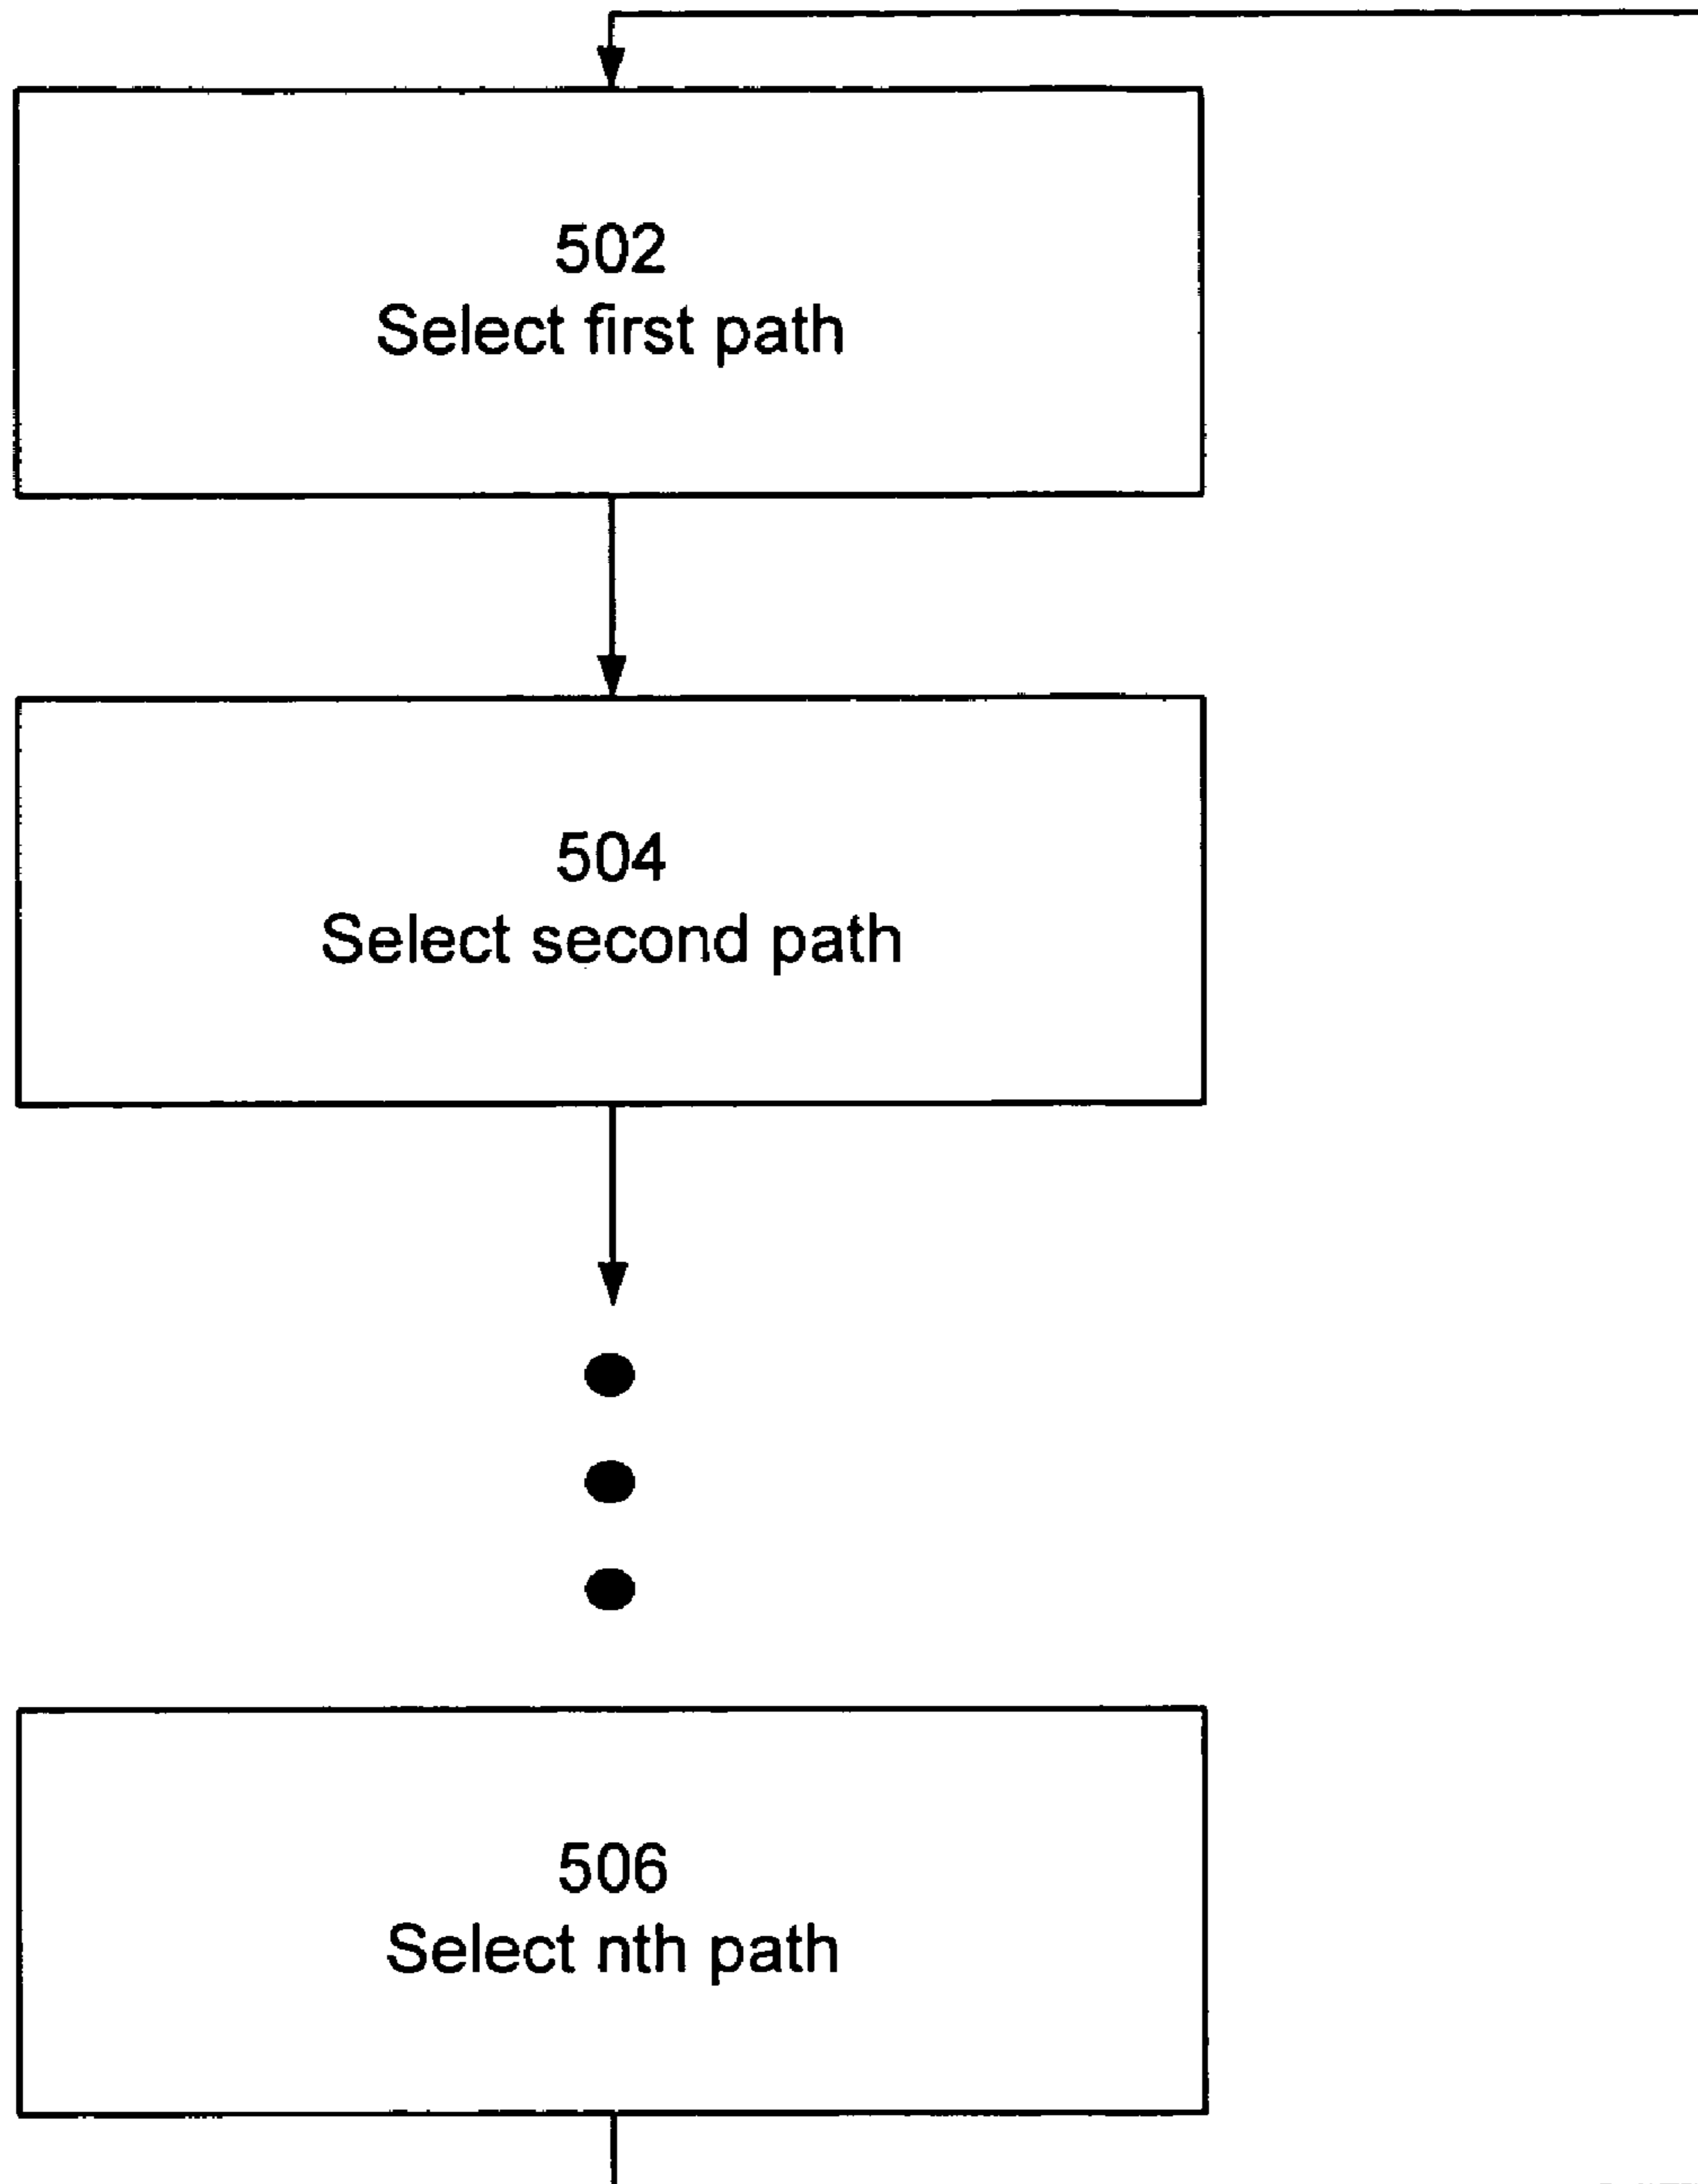 502
Select first path
504
Select second path
506
Select nth path